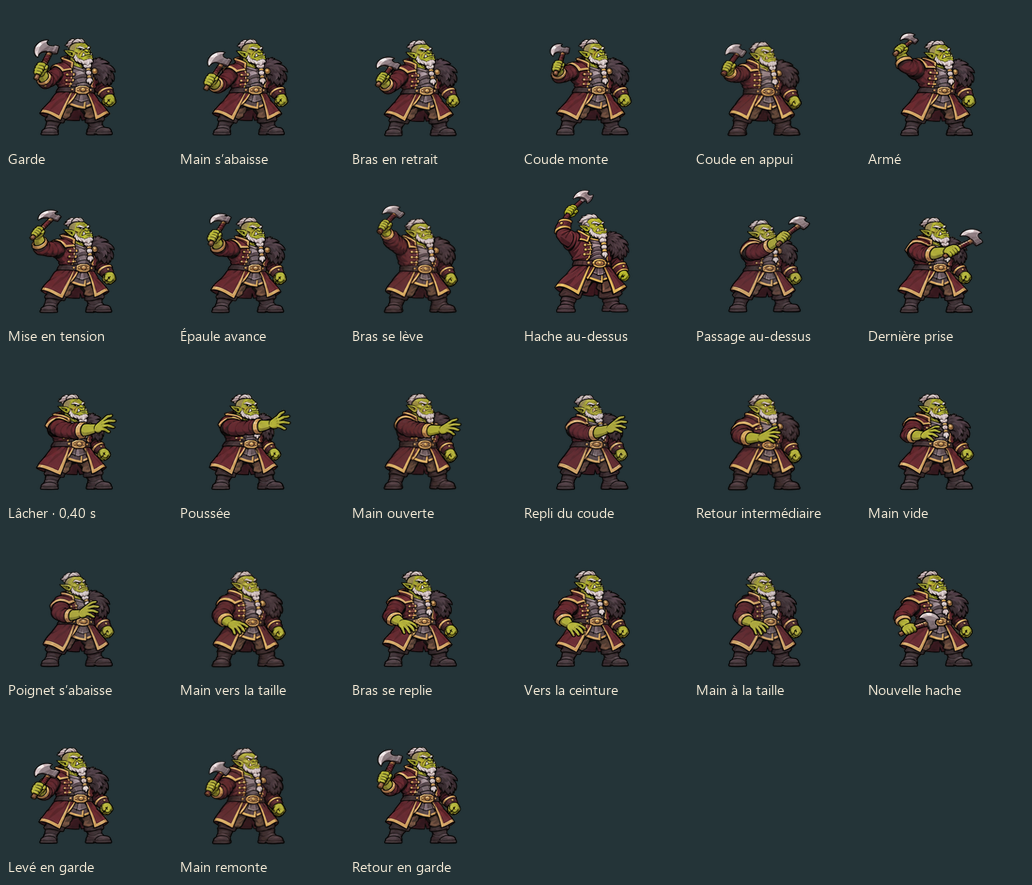 Garde
Main s'abaisse
Bras en retrait
Coude monte
Coude en appui
Armé
Mise en tension
Épaule avance
Bras se lève
Hache au-dessus
Passage au-dessus
Dernière prise
Lâcher · 0,40 s
Poussée
Main ouverte
Repli du coude
Retour intermédiaire
Main vide
Poignet s'abaisse
Main vers la taille
Bras se replie
Vers la ceinture
Main à la taille
Nouvelle hache
Levé en garde
Main remonte
Retour en garde